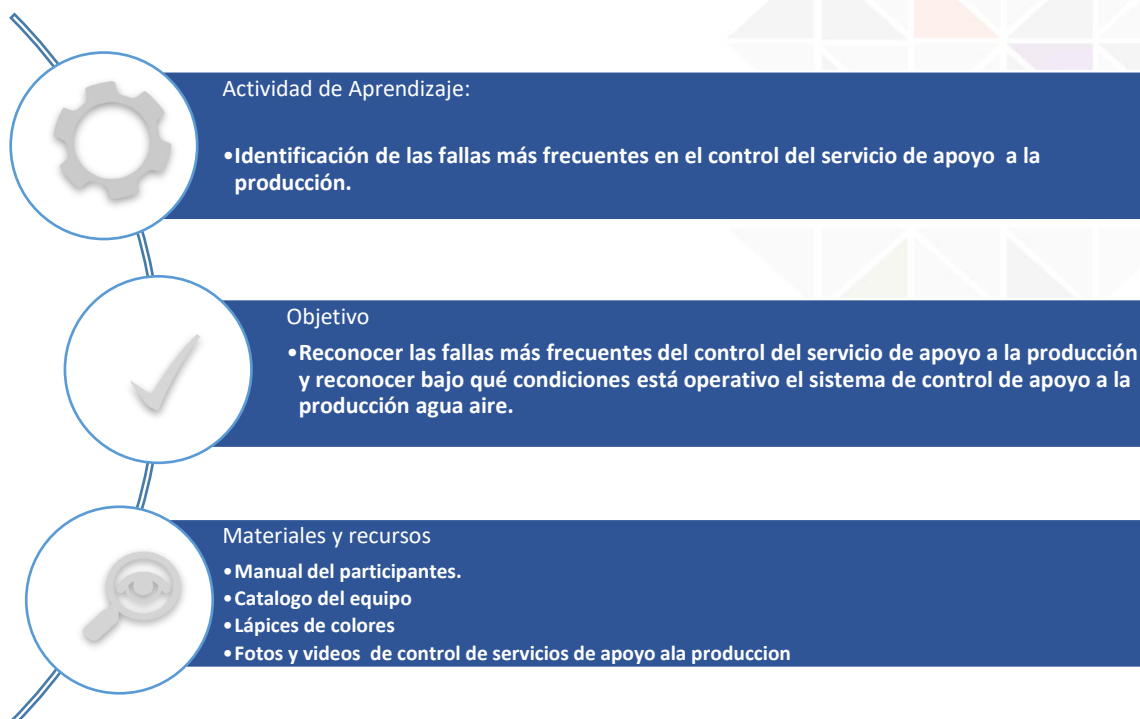 Actividad de Aprendizaje:
•Identificación de las fallas más frecuentes en el control del servicio de apoyo a la
producción.
Objetivo
•Reconocer las fallas más frecuentes del control del servicio de apoyo a la producción
y reconocer bajo qué condiciones está operativo el sistema de control de apoyo a la
producción agua aire.
Materiales y recursos
•Manual del participantes.
•Catalogo del equipo
•Lápices de colores
•Fotos y videos de control de servicios de apoyo ala produccion